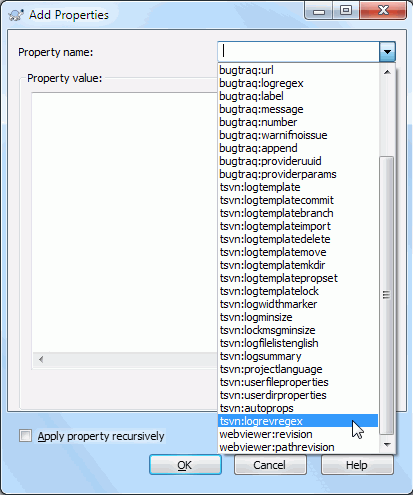 Add Properties
Property name:
Property value:
bugtraq:url
bugtraq:logregex
bugtraq:label
bugtraq:message
bugtraq:number
bugtraq:warnifnoissue
bugtraq:append
bugtraq:provideruuid
bugtraq:providerparams
tsvn:logtemplate
tsvn:logtemplatecommit
tsvn:logtemplatebranch
tsvn:logtemplateimport
tsvn:logtemplatedelete
tsvn:logtemplatemove
tsvn:logtemplatemkdir
tsvn:logtemplatepropset
tsvn:logtemplatelock
tsvn:logwidthmarker
tsvn:logminsize
tsvn:lockmsgminsize
tsvn:logfilelistenglish
tsvn:logsummary
tsvn:projectlanguage
tsvn:userfileproperties
tsvn:userdirproperties
tsvn:autoprops
tsvn:logrevregex
webviewer:revision
webviewer:pathrevision
Apply property recursively
OK
Cancel
Help